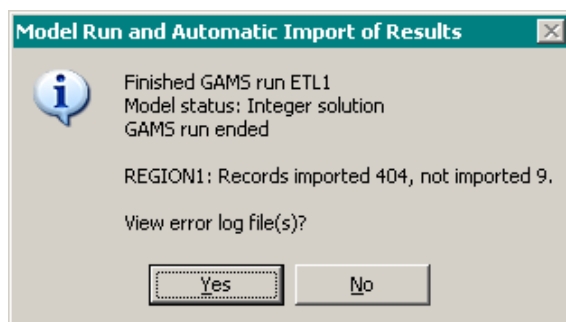 Model Run and Automatic Import of Results
Finished GAMS run ETL1
Model status: Integer solution
GAMS run ended
REGION1: Records imported 404, not imported 9.
View error log file(s)?
Yes
No